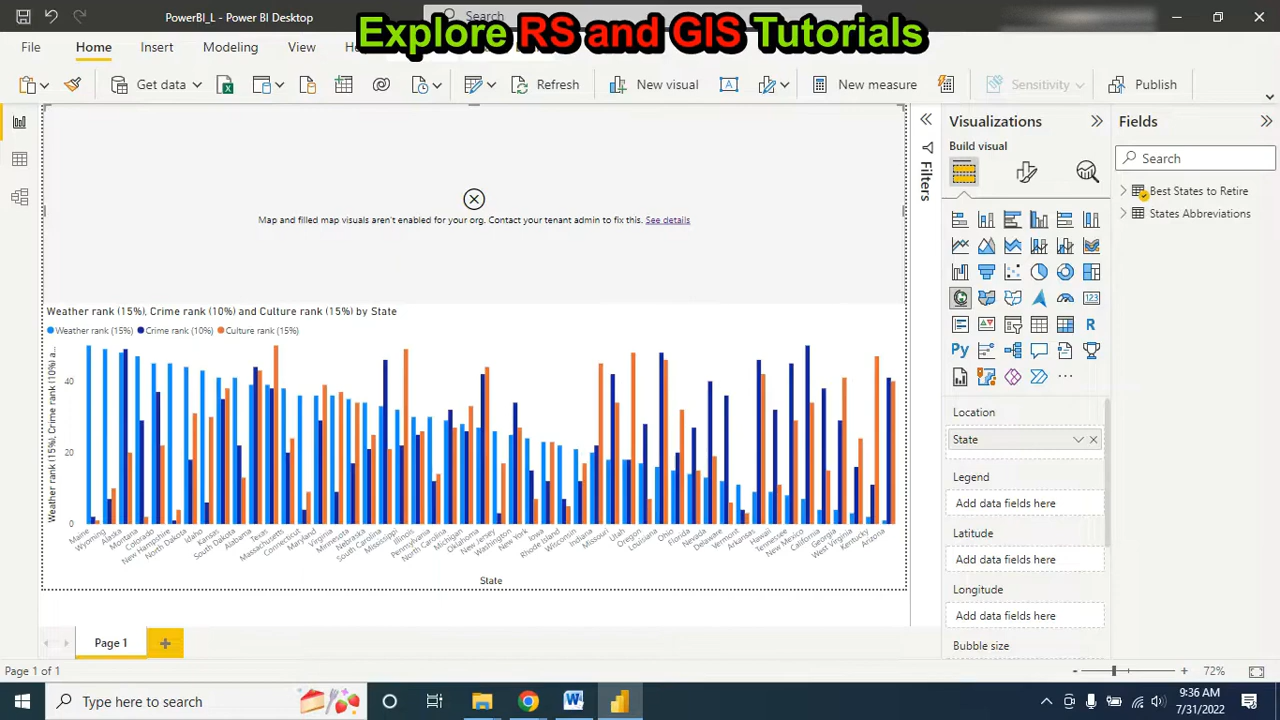 PowerBI_L - Power BI Desktop
Search
Explore RS and GIS Tutorials
File
Home
Insert
Modeling
View
Get data
Refresh
New visual
New measure
Sensitivity
Publish
Map and filled map visuals aren't enabled for your org. Contact your tenant admin to fix this. See details
Weather rank (15%), Crime rank (10%) and Culture rank (15%) by State
Weather rank (15%) Crime rank (10%) Culture rank (15%)
Weather rank (15%), Crime rank (10%) a...
40
20
0
Maine
Wyoming
Alaska
Montana
Colorado
New Hampshire
North Dakota
Idaho
Kansas
South Dakota
Alabama
Texas
Massachusetts
Connecticut
Maryland
Minnesota
Nebraska
South Carolina
Mississippi
Illinois
Pennsylvania
North Carolina
Michigan
Oklahoma
New Jersey
Washington
New York
Iowa
Rhode Island
Wisconsin
Indiana
Missouri
Utah
Oregon
Louisiana
Ohio
Florida
Nevada
Delaware
Vermont
Arkansas
Hawaii
Tennessee
New Mexico
California
Georgia
West Virginia
Kentucky
Arizona
State
Filters
Visualizations
Build visual
123
R
Py
Location
State
Legend
Add data fields here
Latitude
Add data fields here
Longitude
Add data fields here
Bubble size
Fields
Search
Best States to Retire
States Abbreviations
Page 1
Page 1 of 1
72%
Type here to search
9:36 AM
7/31/2022